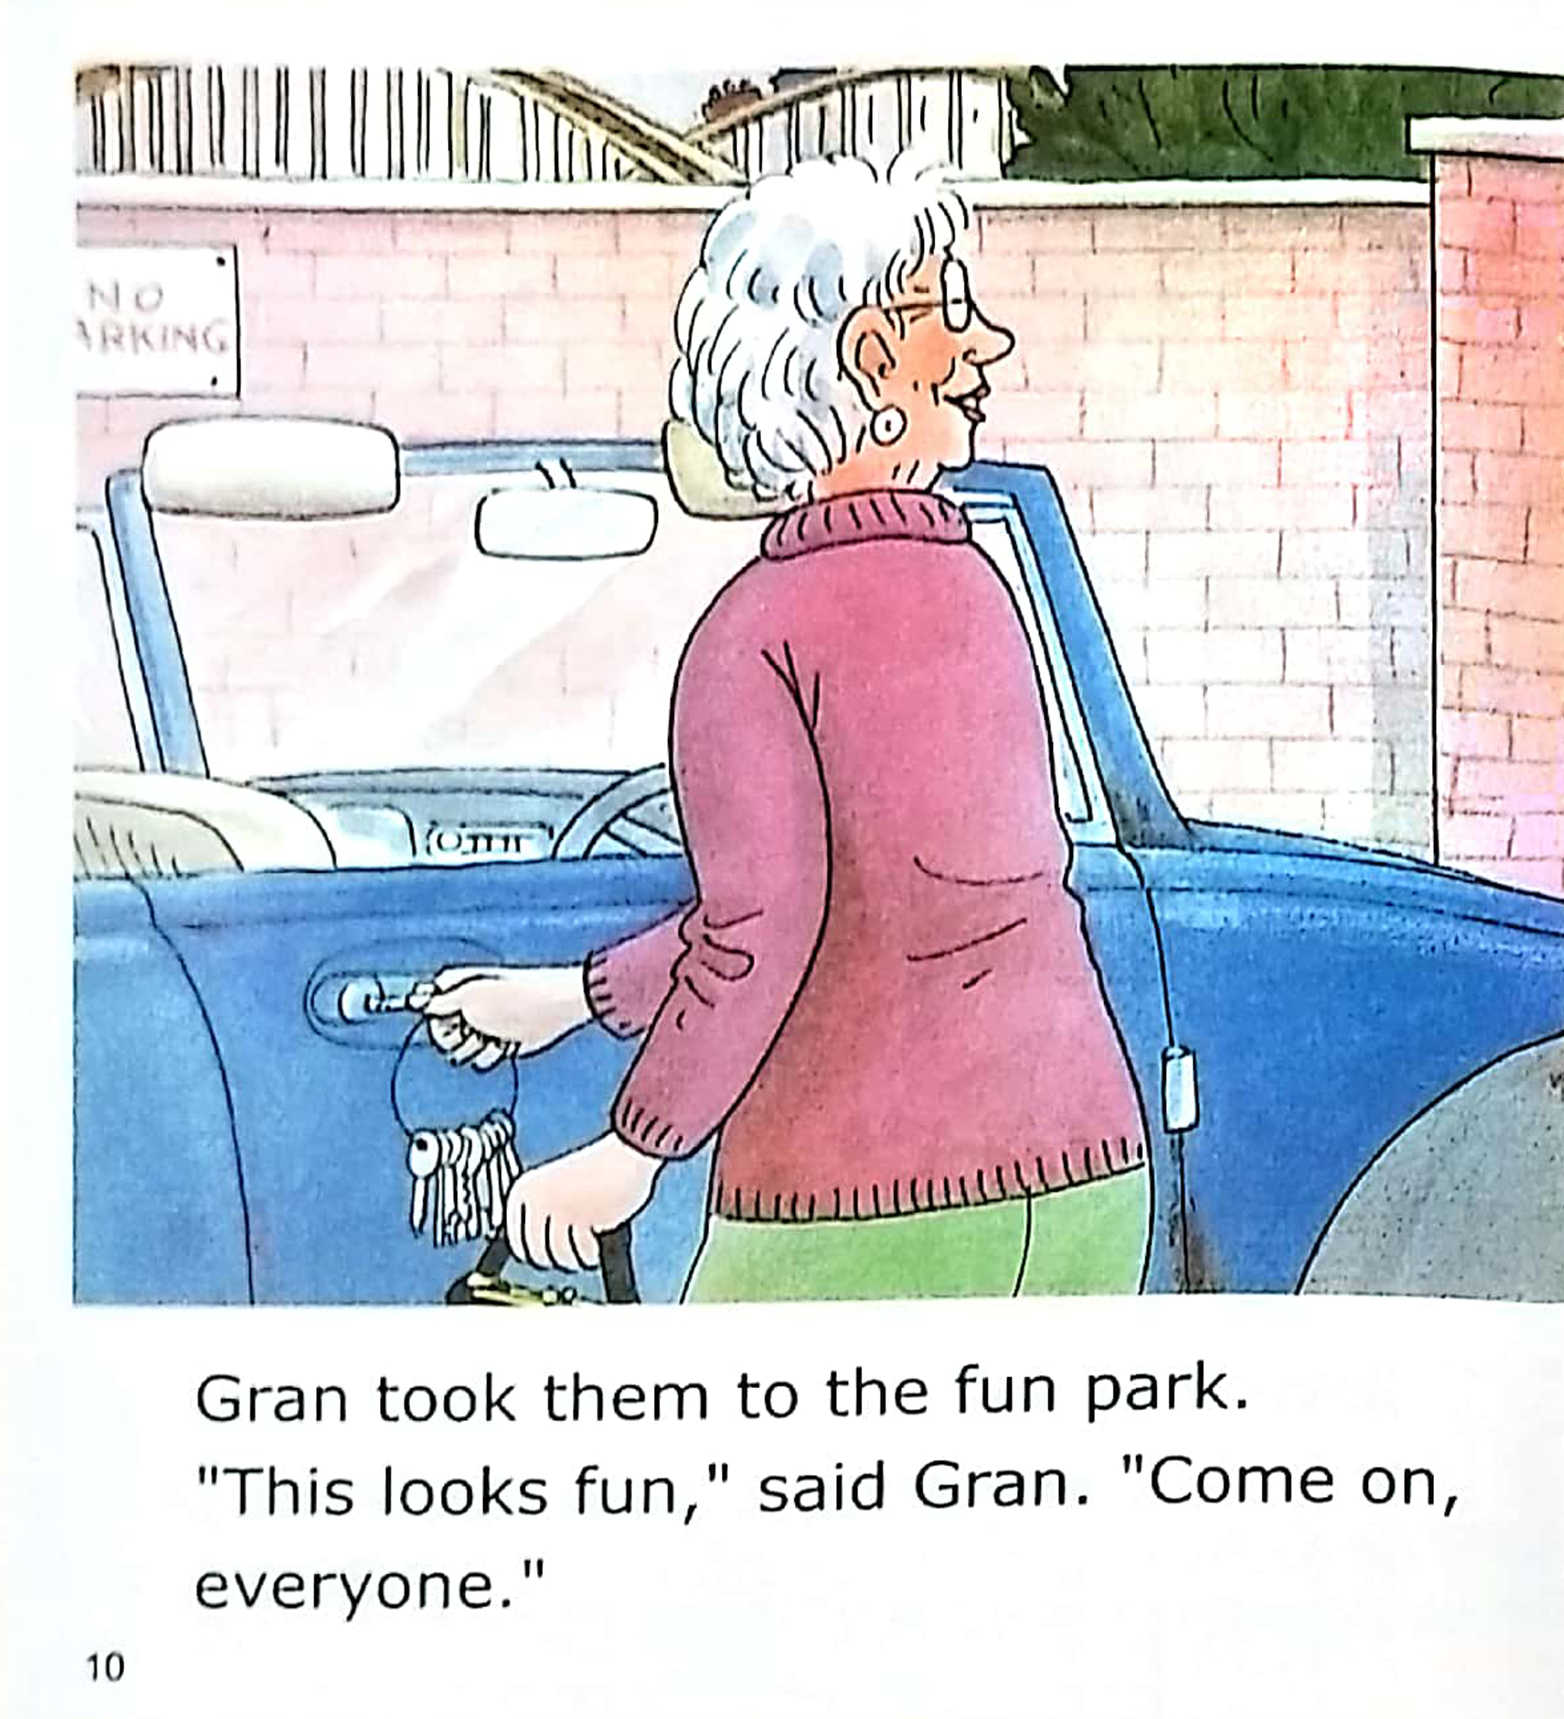 NO
ARKING
Gran took them to the fun park.
"This looks fun," said Gran. "Come on,
everyone."
10